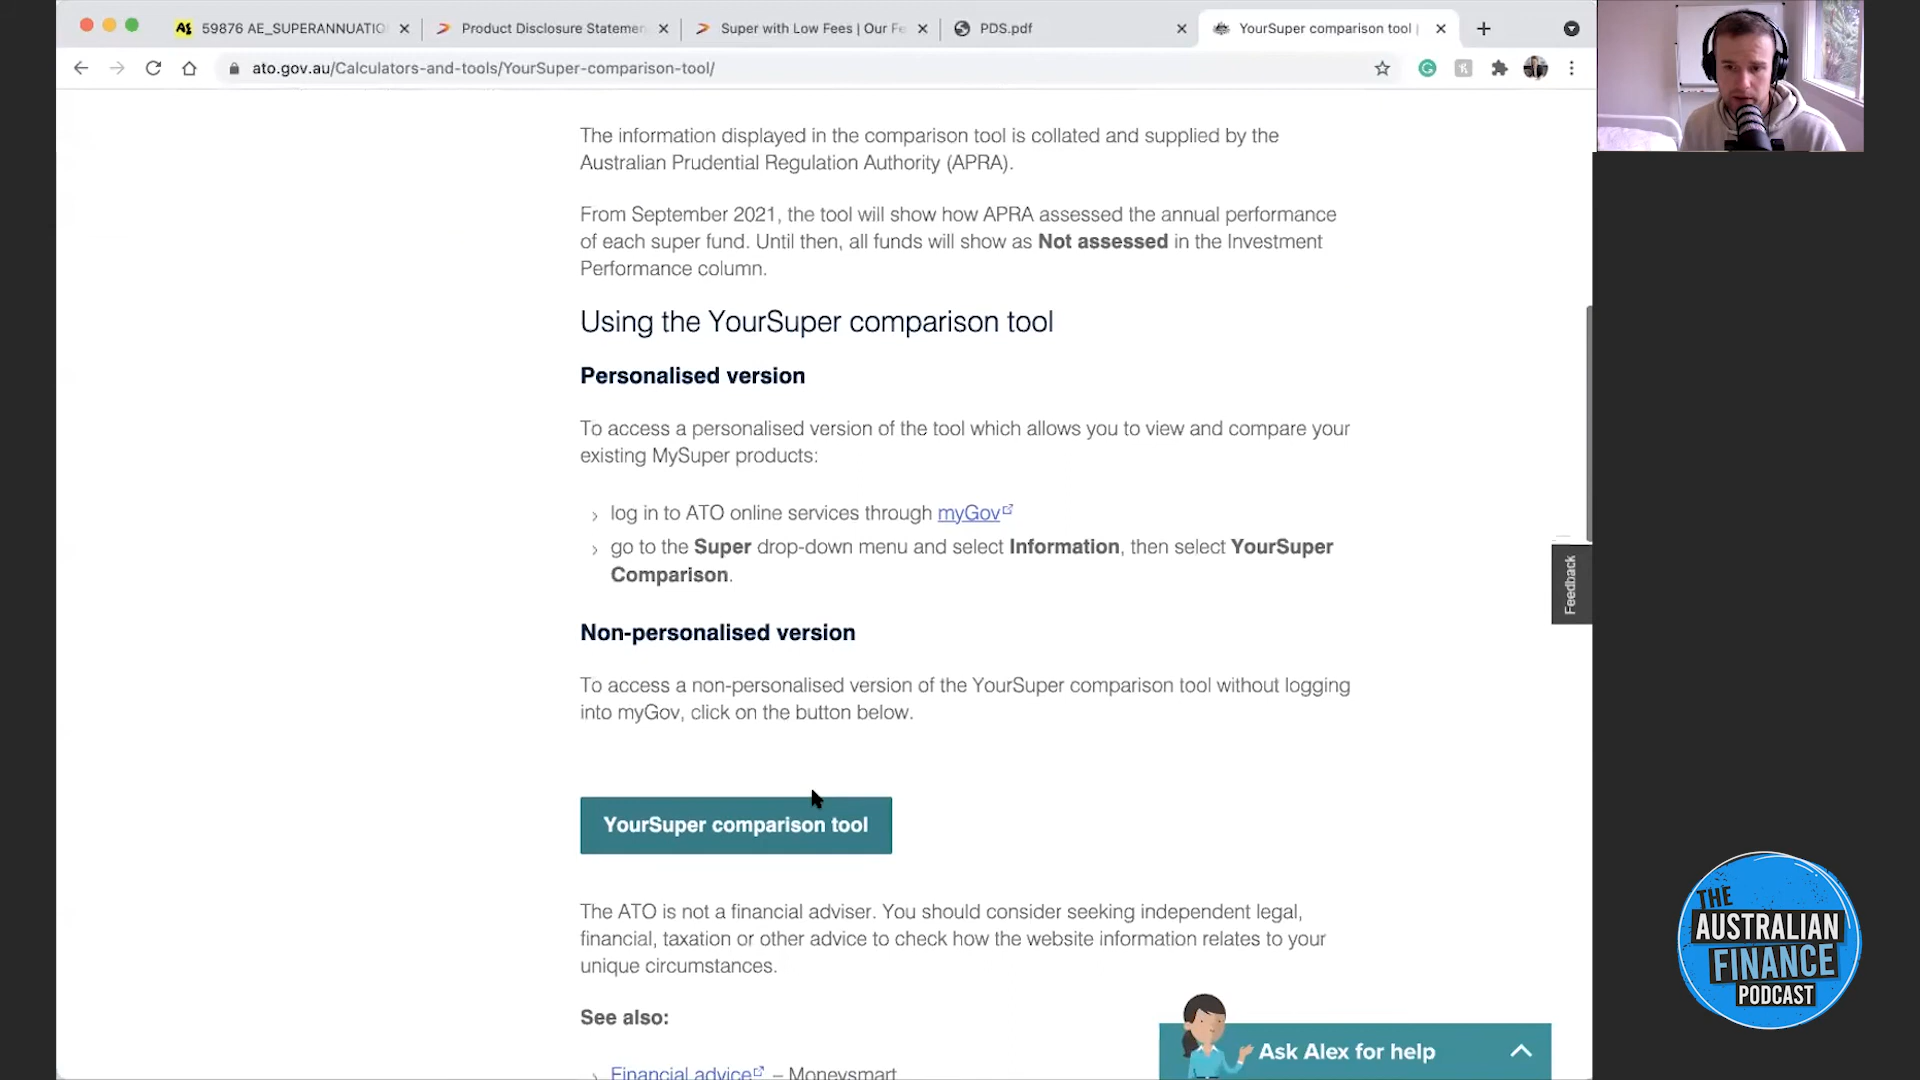 59876 AE_SUPERANNUATIO
Product Disclosure Statemen
Super with Low Fees | Our Fe
PDS.pdf
YourSuper comparison tool |
ato.gov.au/Calculators-and-tools/YourSuper-comparison-tool/
The information displayed in the comparison tool is collated and supplied by the
Australian Prudential Regulation Authority (APRA).
From September 2021, the tool will show how APRA assessed the annual performance
of each super fund. Until then, all funds will show as Not assessed in the Investment
Performance column.
Using the YourSuper comparison tool
Personalised version
To access a personalised version of the tool which allows you to view and compare your
existing MySuper products:
log in to ATO online services through myGov
go to the Super drop-down menu and select Information, then select YourSuper
Comparison.
Feedback
Non-personalised version
To access a non-personalised version of the YourSuper comparison tool without logging
into myGov, click on the button below.
YourSuper comparison tool
The ATO is not a financial adviser. You should consider seeking independent legal,
financial, taxation or other advice to check how the website information relates to your
unique circumstances.
See also:
Financial advice – Moneysmart
Ask Alex for help
THE
AUSTRALIAN
FINANCE
PODCAST